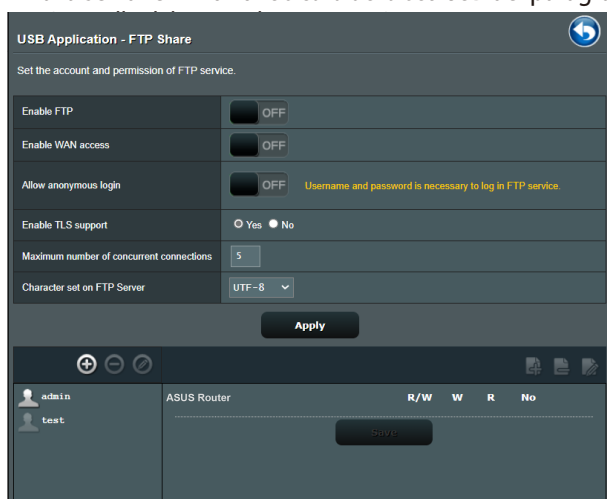 USB Application - FTP Share
Set the account and permission of FTP service.
Enable FTP OFF
Enable WAN access OFF
Allow anonymous login OFF Username and password is necessary to log in FTP service.
Enable TLS support Yes No
Maximum number of concurrent connections 5
Character set on FTP Server UTF-8
Apply
admin ASUS Router R/W W R No
test
Save